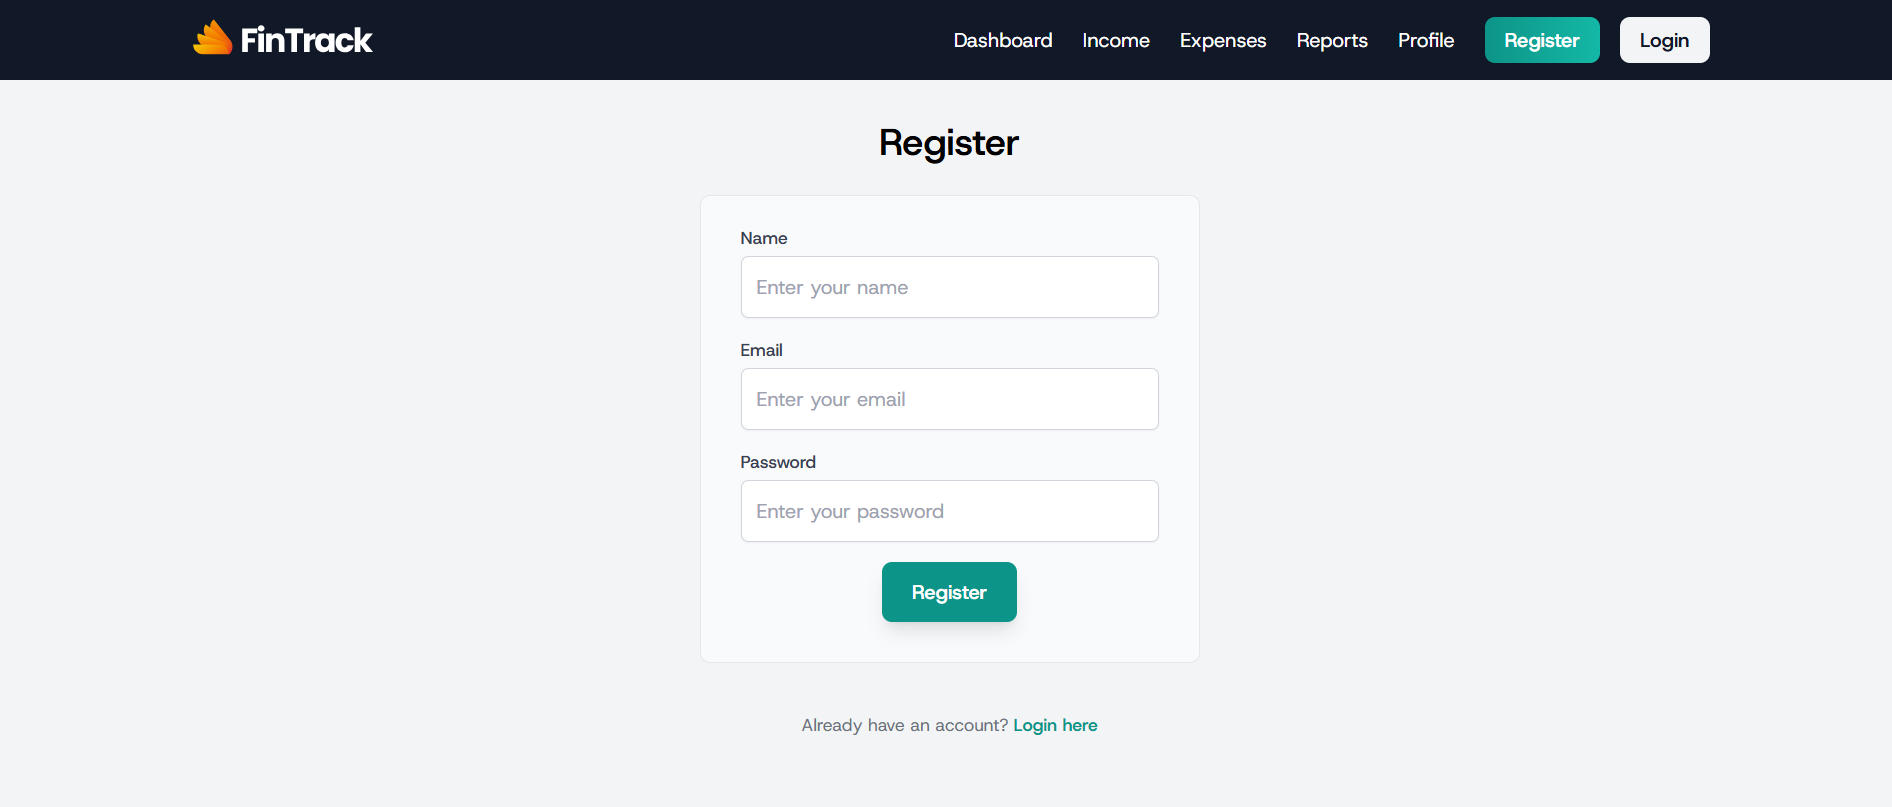 FinTrack Dashboard Income Expenses Reports Profile Register Login
Register
Name
Enter your name
Email
Enter your email
Password
Enter your password
Register
Already have an account? Login here